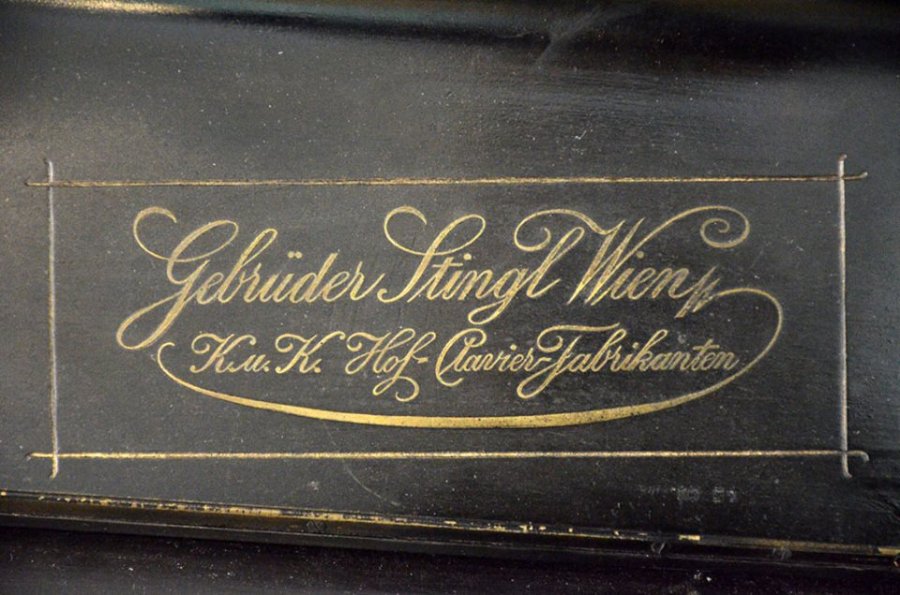 Gebrüder Stingl Wien
K. u. K. Hof-Clavier-Fabrikanten